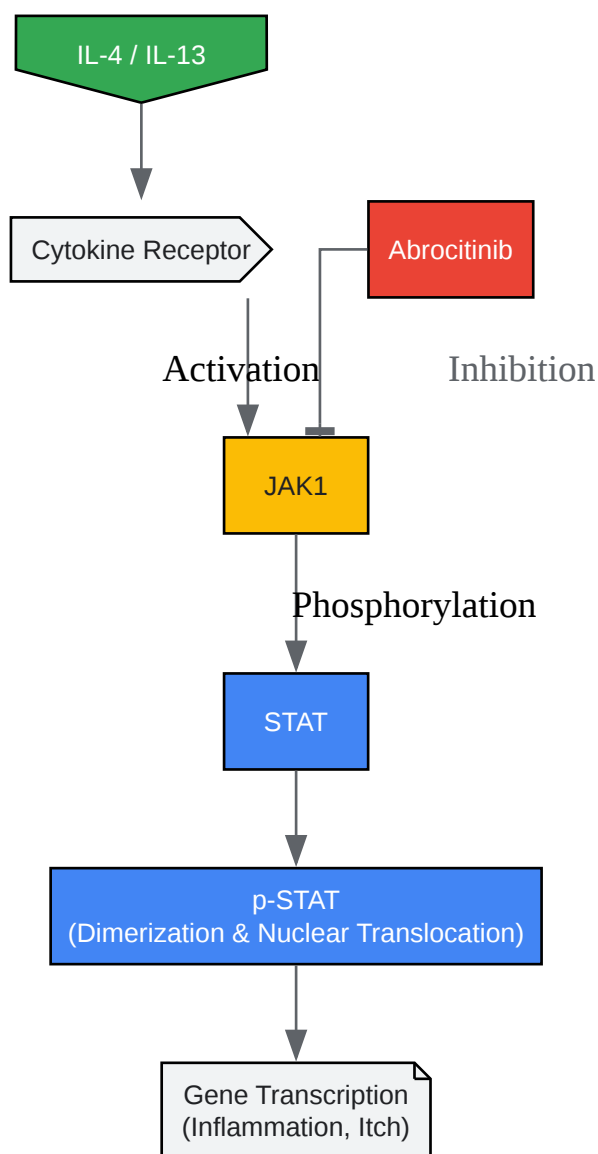 IL-4 / IL-13
Cytokine Receptor
Abrocitinib
Activation
Inhibition
JAK1
Phosphorylation
STAT
p-STAT
(Dimerization & Nuclear Translocation)
Gene Transcription
(Inflammation, Itch)